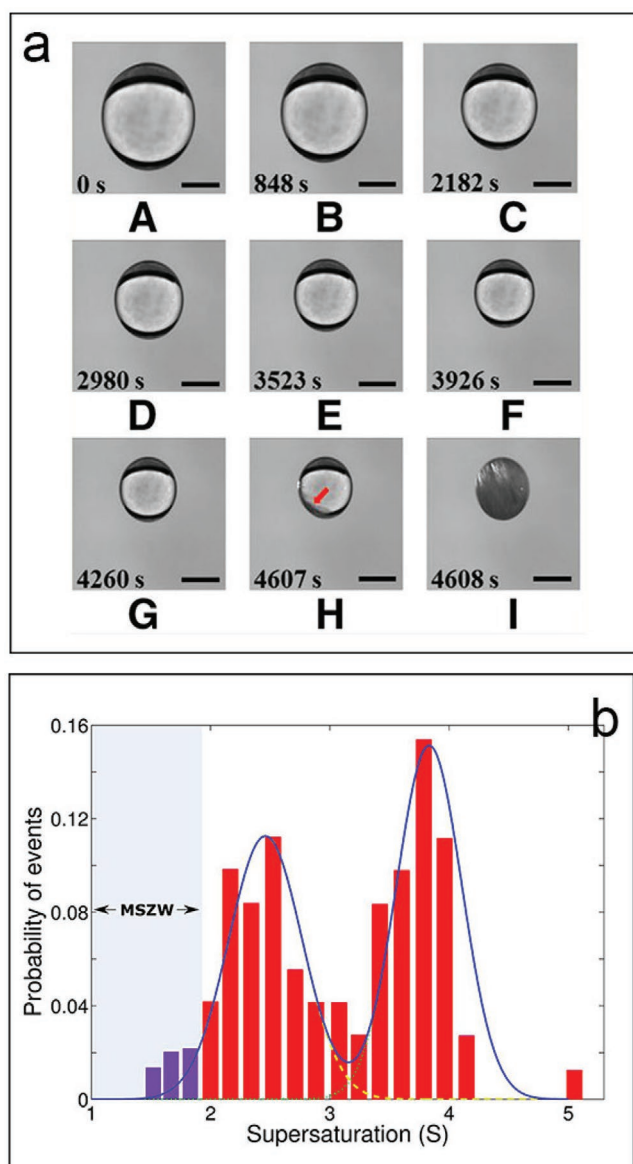 a
0 s
848 s
2182 s
A
B
C
2980 s
3523 s
3926 s
D
E
F
4260 s
4607 s
4608 s
G
H
I
b
0.16
0.12
0.08
0.04
0
Probability of events
MSZW
1
2
3
4
5
Supersaturation (S)